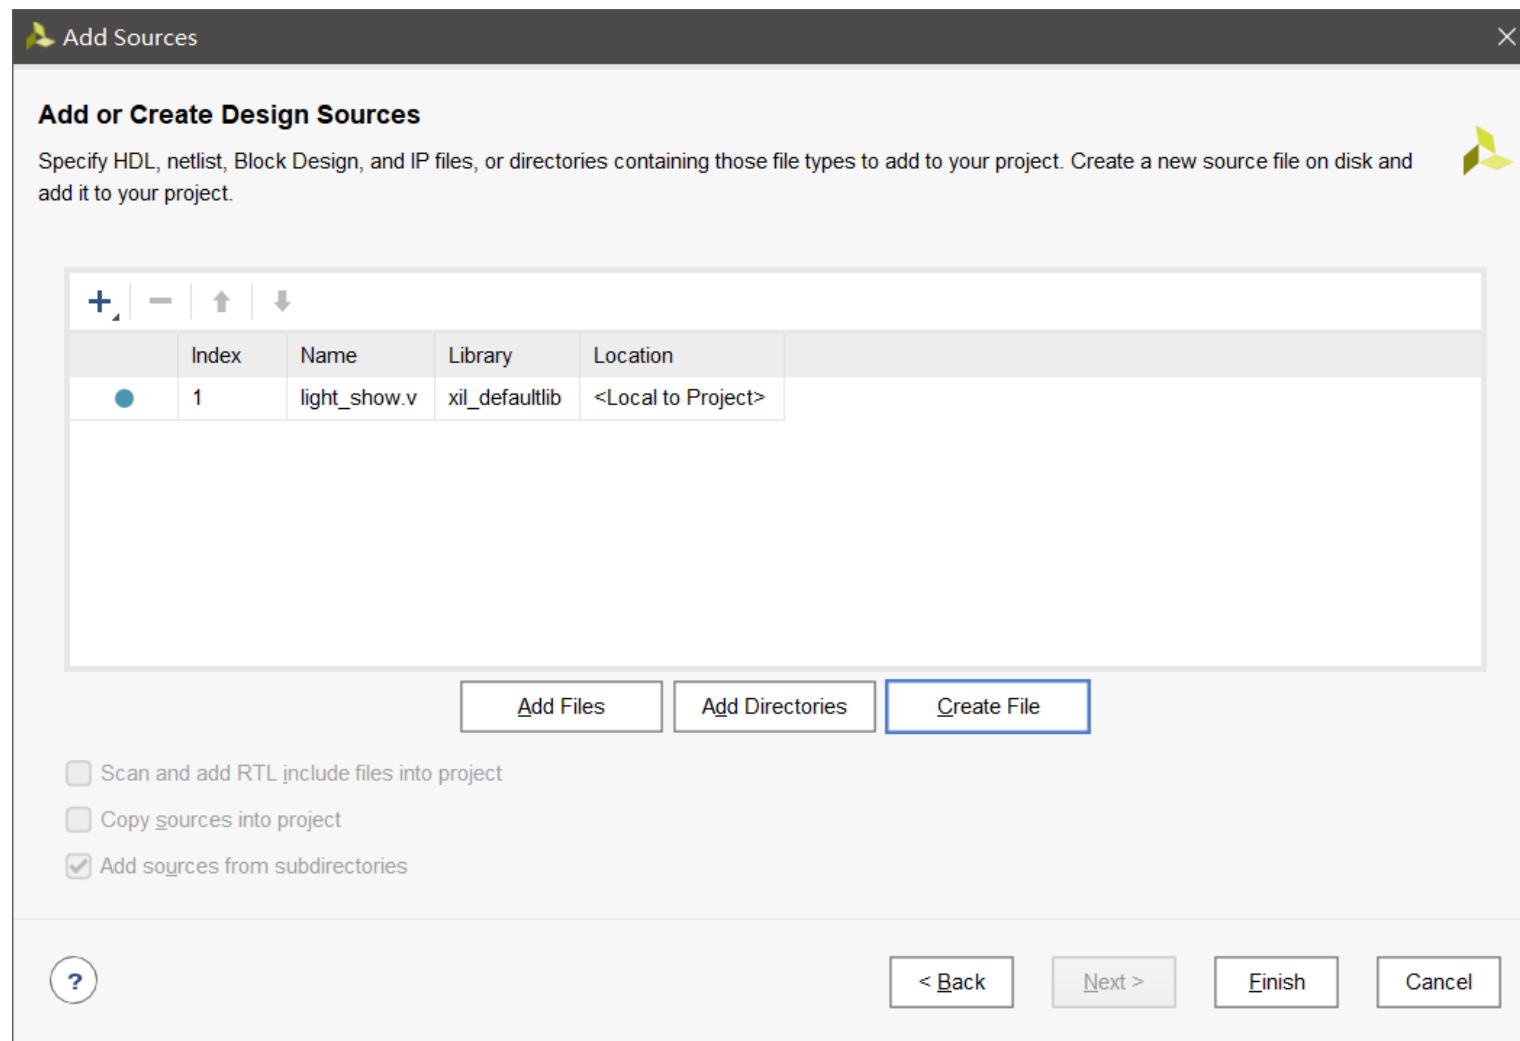 Add Sources
Add or Create Design Sources
Specify HDL, netlist, Block Design, and IP files, or directories containing those file types to add to your project. Create a new source file on disk and
add it to your project.
Index Name Library Location
1 light_show.v xil_defaultlib <Local to Project>
Add Files Add Directories Create File
Scan and add RTL include files into project
Copy sources into project
Add sources from subdirectories
? < Back Next > Finish Cancel